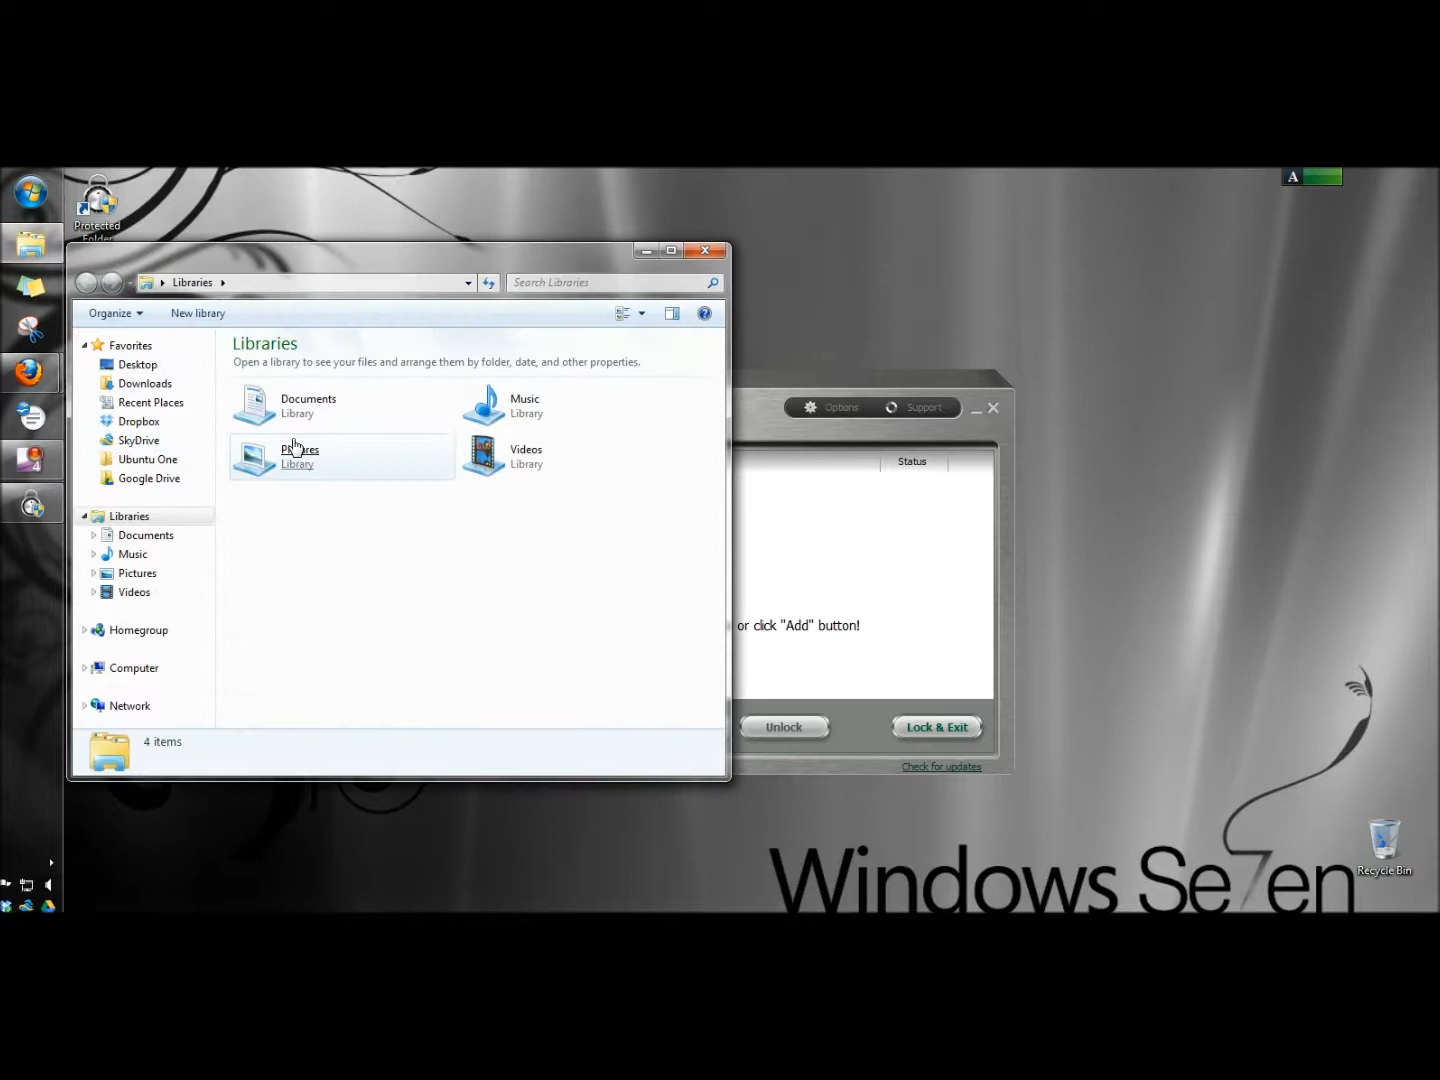 A
Protected
Folder
Libraries
Search Libraries
Organize
New library
Favorites
Desktop
Downloads
Recent Places
Dropbox
SkyDrive
Ubuntu One
Google Drive
Libraries
Documents
Music
Pictures
Videos
Homegroup
Computer
Network
Libraries
Open a library to see your files and arrange them by folder, date, and other properties.
Documents
Library
Music
Library
Pictures
Library
Videos
Library
4 items
Options
Support
Status
or click "Add" button!
Unlock
Lock & Exit
Check for updates
Windows Se7en
Recycle Bin